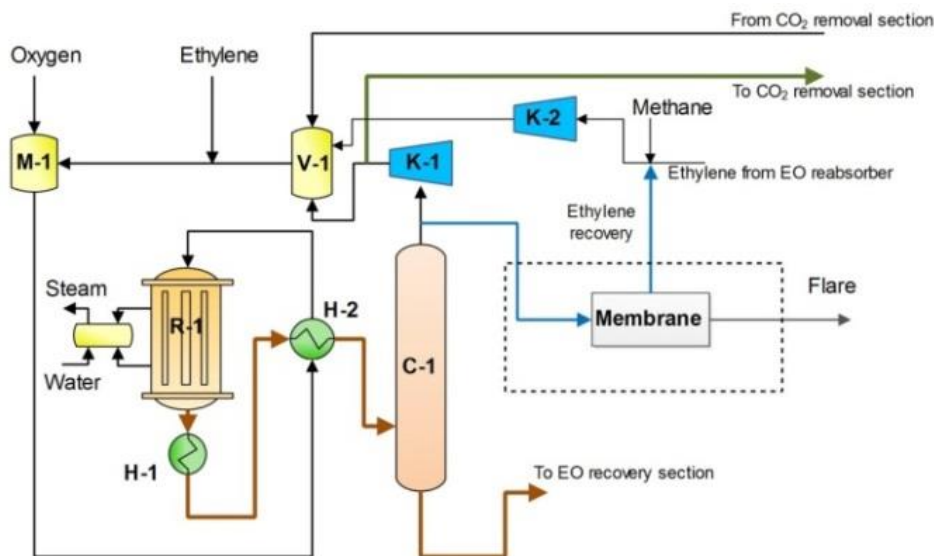 From CO₂ removal section
Oxygen
Ethylene
To CO₂ removal section
K-2
Methane
M-1
V-1
K-1
Ethylene from EO reabsorber
Ethylene
recovery
Steam
R-1
H-2
Membrane
Flare
Water
C-1
H-1
To EO recovery section